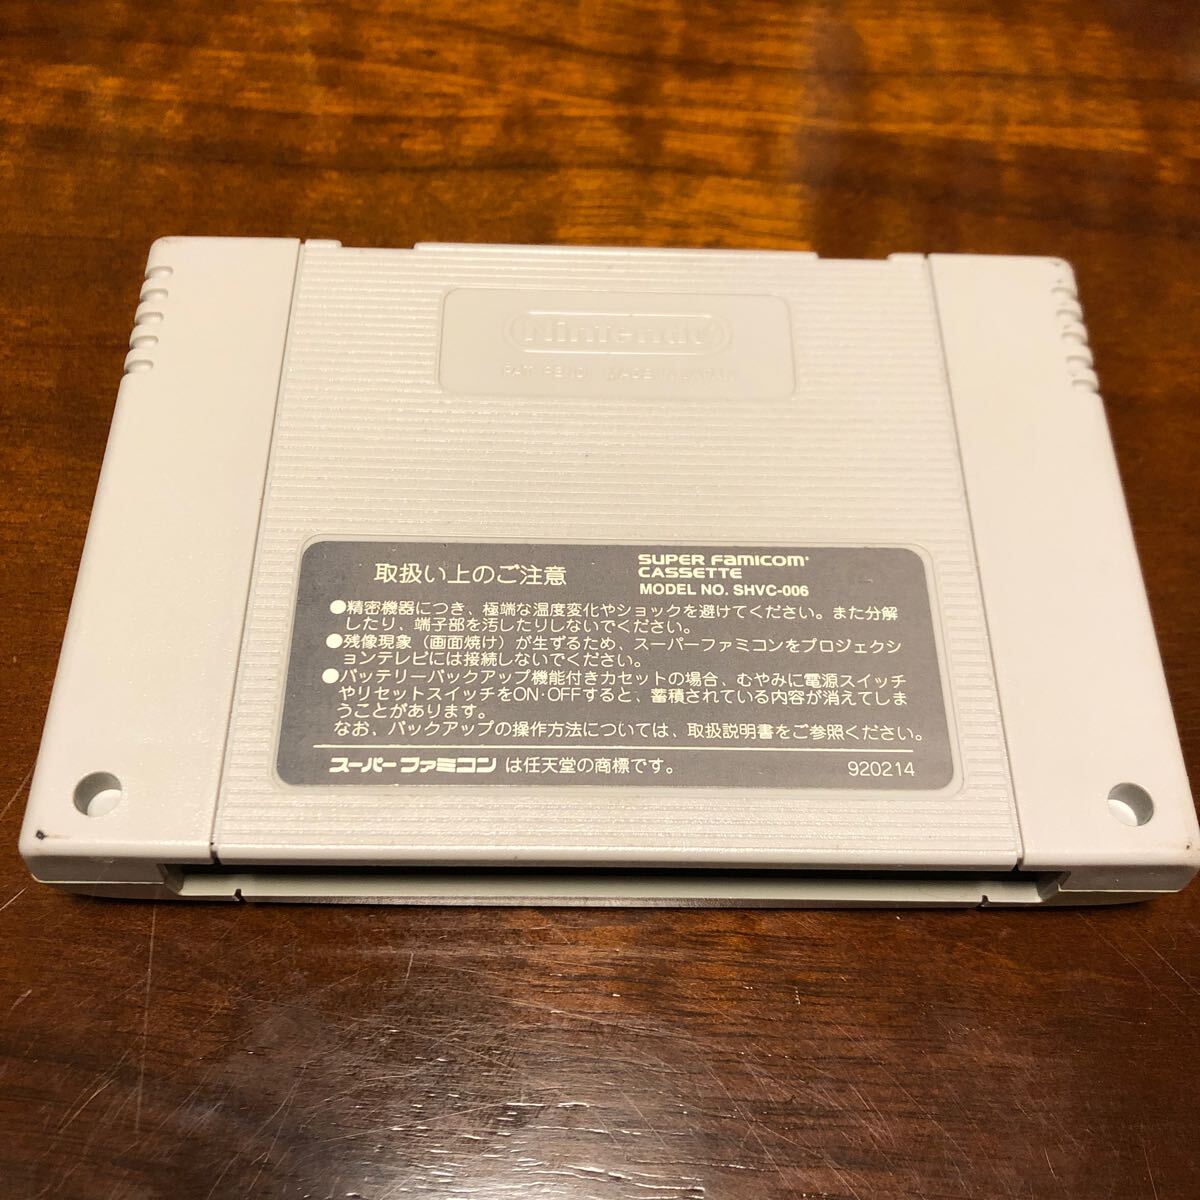 Nintendo
PAT. PEND. MADE IN JAPAN
取扱い上のご注意
SUPER Famicom
CASSETTE
MODEL NO. SHVC-006
●精密機器につき、極端な温度変化やショックを避けてください。また分解
したり、端子部を汚したりしないでください。
●残像現象（画面焼け）が生ずるため、スーパーファミコンをプロジェクシ
ョンテレビには接続しないでください。
●バッテリーバックアップ機能付きカセットの場合、むやみに電源スイッチ
やリセットスイッチをON・OFFすると、蓄積されている内容が消えてしま
うことがあります。
なお、バックアップの操作方法については、取扱説明書をご参照ください。
スーパーファミコン は任天堂の商標です。
920214